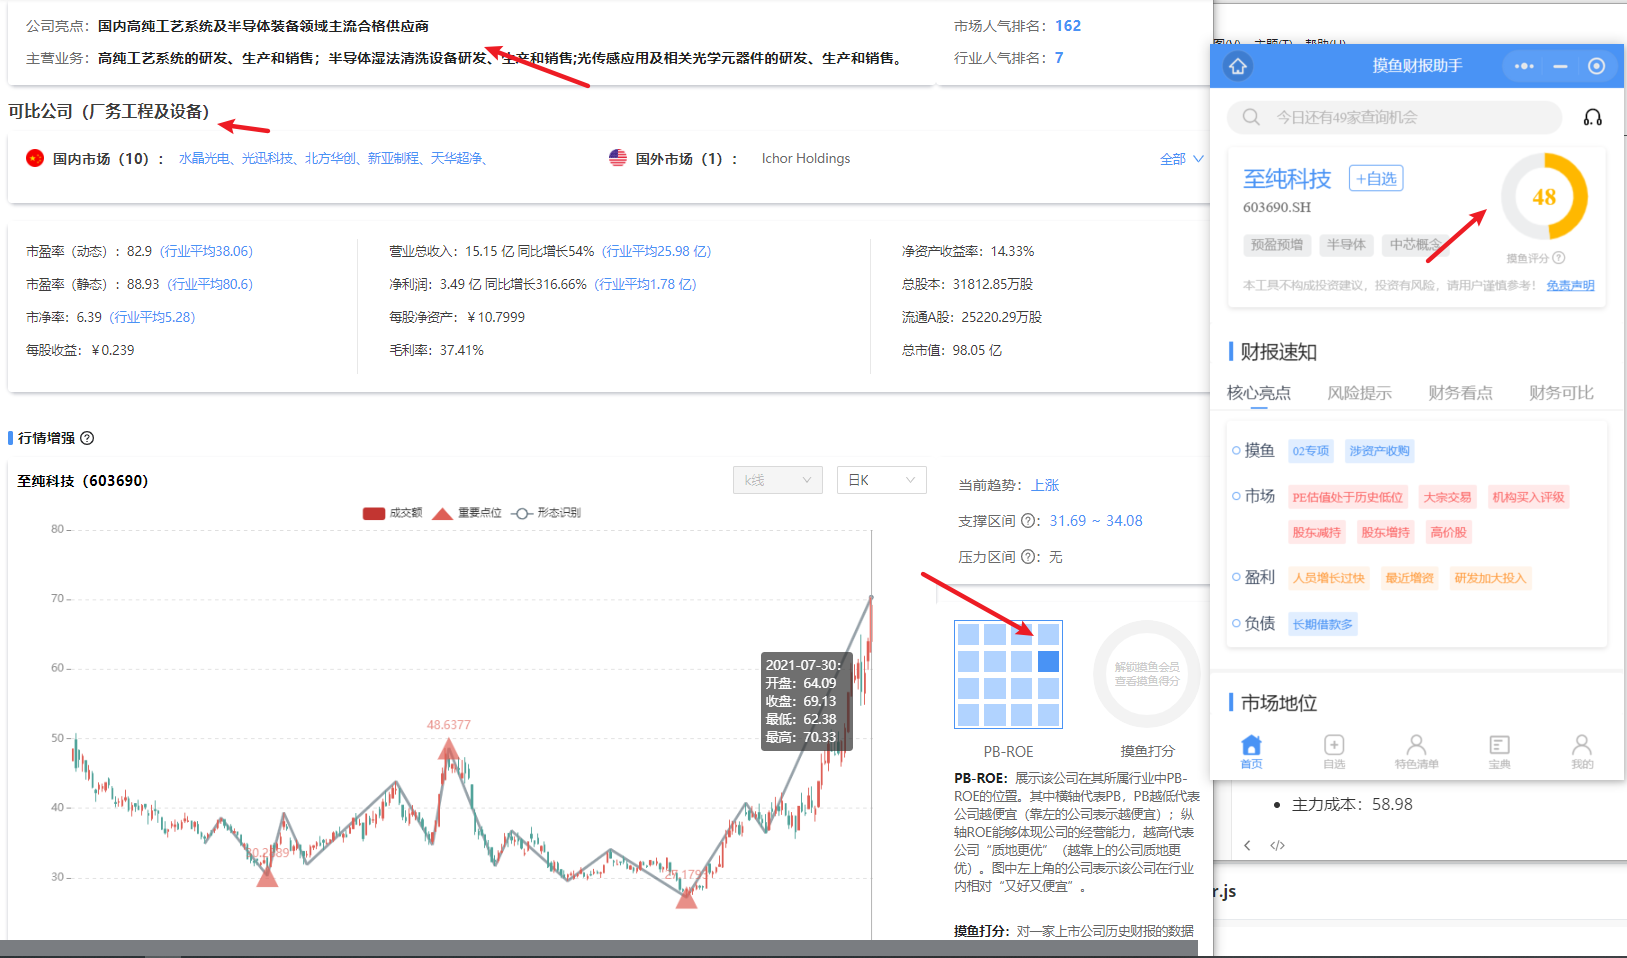 公司亮点：国内高纯工艺系统及半导体装备领域主流合格供应商
市场人气排名：162
主营业务：高纯工艺系统的研发、生产和销售；半导体湿法清洗设备研发、生产和销售;光传感应用及相关光学元器件的研发、生产和销售。
行业人气排名：7
可比公司（厂务工程及设备）
国内市场（10）： 水晶光电、光迅科技、北方华创、新亚制程、天华超净、
国外市场（1）： Ichor Holdings
全部
市盈率（动态）：82.9 (行业平均38.06)
营业总收入：15.15 亿 同比增长54% (行业平均25.98 亿)
净资产收益率：14.33%
市盈率（静态）：88.93 (行业平均80.6)
净利润：3.49 亿 同比增长316.66% (行业平均1.78 亿)
总股本：31812.85万股
市净率：6.39 (行业平均5.28)
每股净资产：￥10.7999
流通A股：25220.29万股
每股收益：￥0.239
毛利率：37.41%
总市值：98.05 亿
行情增强
至纯科技（603690）
k线
日K
成交额
重要点位
形态识别
80
70
60
50
40
30
48.6377
2021-07-30:
开盘：64.09
收盘：69.13
最低：62.38
最高：70.33
当前趋势：上涨
支撑区间：31.69 ~ 34.08
压力区间：无
解锁摸鱼会员
查看摸鱼得分
PB-ROE
摸鱼打分
PB-ROE：展示该公司在其所属行业中PB-
ROE的位置。其中横轴代表PB，PB越低代表
公司越便宜（靠左的公司表示越便宜）；纵
轴ROE能够体现公司的经营能力，越高代表
公司“质地更优”（越靠上的公司质地更
优）。图中左上角的公司表示该公司在行业
内相对“又好又便宜”。
摸鱼打分：对一家上市公司历史财报的数据
摸鱼财报助手
今日还有49家查询机会
至纯科技
+自选
603690.SH
48
预盈预增
半导体
中芯概念
摸鱼评分
本工具不构成投资建议，投资有风险，请用户谨慎参考！
免责声明
财报速知
核心亮点
风险提示
财务看点
财务可比
摸鱼
02专项
涉资产收购
市场
PE估值处于历史低位
大宗交易
机构买入评级
股东减持
股东增持
高价股
盈利
人员增长过快
最近增资
研发加大投入
负债
长期借款多
市场地位
首页
自选
特色清单
宝典
我的
主力成本：58.98
r.js